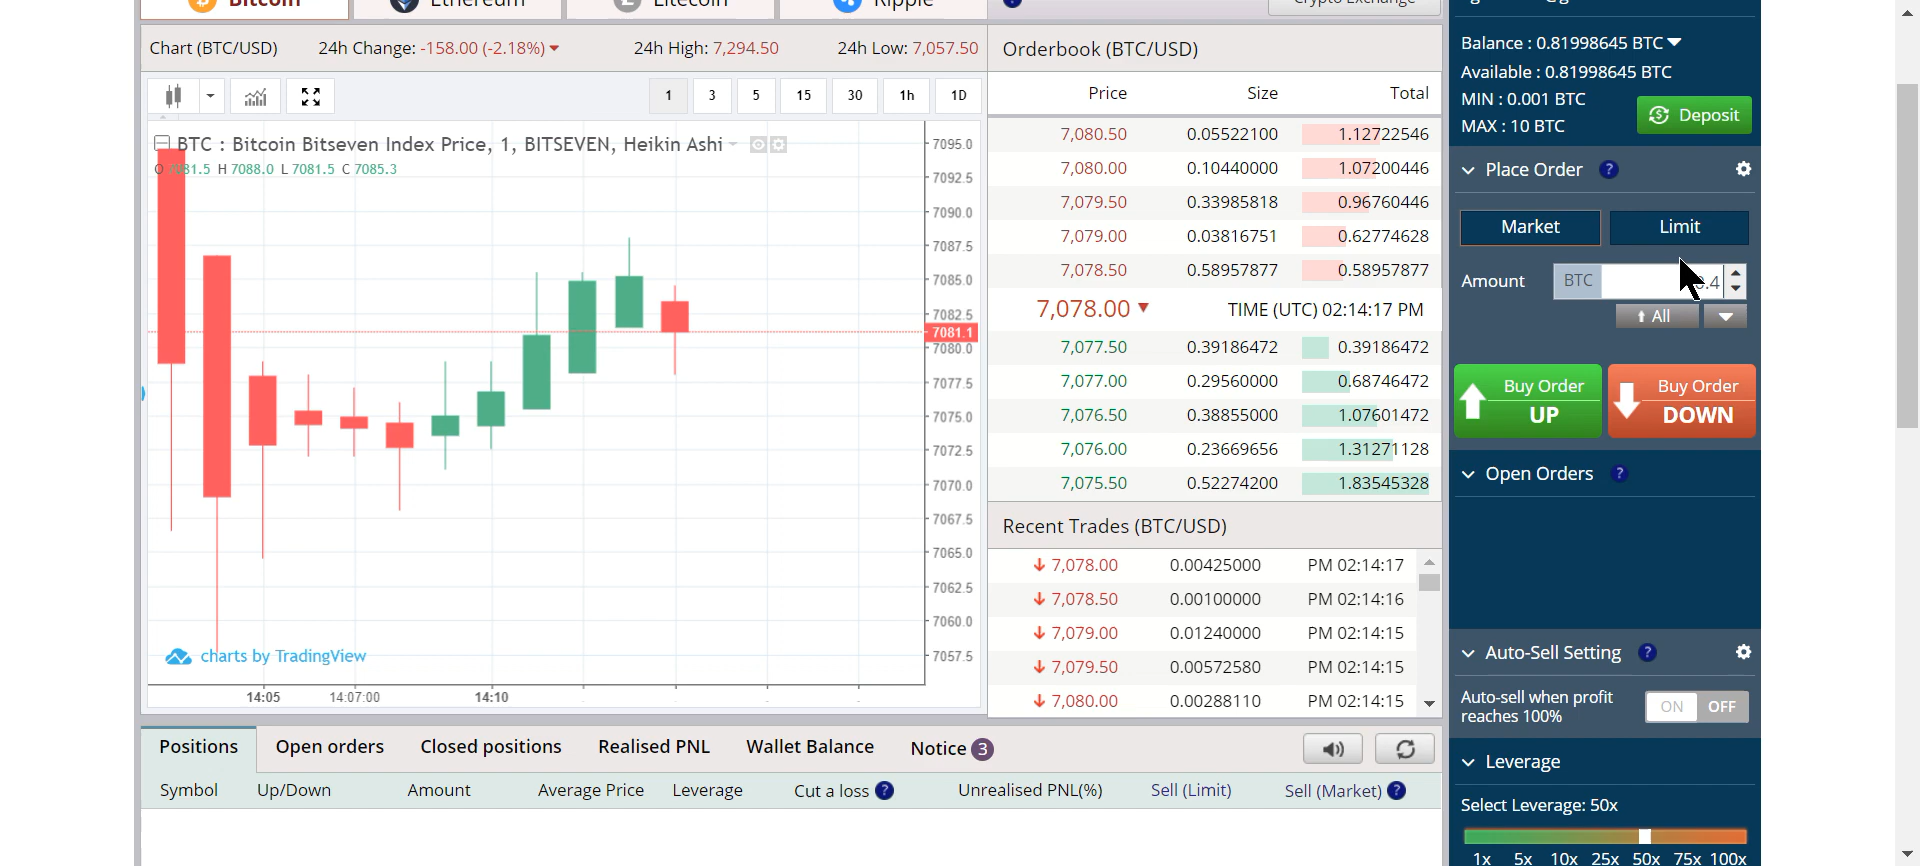 Bitcoin Ethereum Litecoin Ripple Crypto Exchange
Chart (BTC/USD) 24h Change: -158.00 (-2.18%) 24h High: 7,294.50 24h Low: 7,057.50
1 3 5 15 30 1h 1D
BTC : Bitcoin Bitseven Index Price, 1, BITSEVEN, Heikin Ashi
O 7081.5 H 7088.0 L 7081.5 C 7085.3
7095.0
7092.5
7090.0
7087.5
7085.0
7082.5
7081.1
7080.0
7077.5
7075.0
7072.5
7070.0
7067.5
7065.0
7062.5
7060.0
7057.5
charts by TradingView
14:05 14:07:00 14:10
Orderbook (BTC/USD)
Price Size Total
7,080.50 0.05522100 1.12722546
7,080.00 0.10440000 1.07200446
7,079.50 0.33985818 0.96760446
7,079.00 0.03816751 0.62774628
7,078.50 0.58957877 0.58957877
7,078.00 TIME (UTC) 02:14:17 PM
7,077.50 0.39186472 0.39186472
7,077.00 0.29560000 0.68746472
7,076.50 0.38855000 1.07601472
7,076.00 0.23669656 1.31271128
7,075.50 0.52274200 1.83545328
Recent Trades (BTC/USD)
7,078.00 0.00425000 PM 02:14:17
7,078.50 0.00100000 PM 02:14:16
7,079.00 0.01240000 PM 02:14:15
7,079.50 0.00572580 PM 02:14:15
7,080.00 0.00288110 PM 02:14:15
Balance : 0.81998645 BTC
Available : 0.81998645 BTC
MIN : 0.001 BTC
MAX : 10 BTC
Deposit
Place Order ?
Market Limit
Amount BTC 0.4
All
Buy Order UP
Buy Order DOWN
Open Orders ?
Auto-Sell Setting ?
Auto-sell when profit
reaches 100%
ON OFF
Leverage
Select Leverage: 50x
1x 5x 10x 25x 50x 75x 100x
Positions Open orders Closed positions Realised PNL Wallet Balance Notice 3
Symbol Up/Down Amount Average Price Leverage Cut a loss ? Unrealised PNL(%) Sell (Limit) Sell (Market) ?